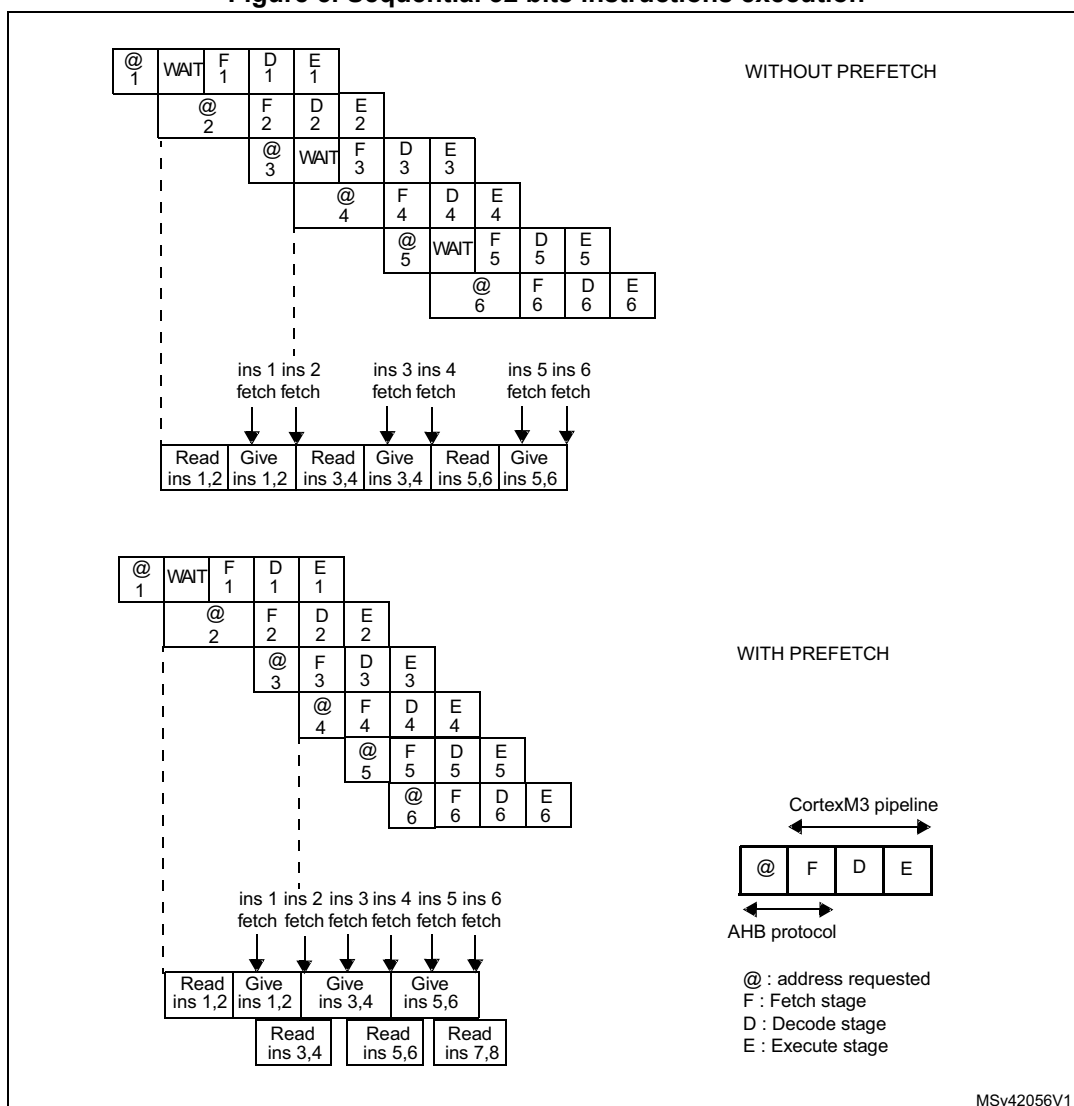 @ WAIT F D E
1 1 1 1
WITHOUT PREFETCH
@ F D E
2 2 2 2
@ WAIT F D E
3 3 3 3
@ F D E
4 4 4 4
@ WAIT F D E
5 5 5 5
@ F D E
6 6 6 6
ins 1 ins 2 ins 3 ins 4 ins 5 ins 6
fetch fetch fetch fetch fetch fetch
Read Give Read Give Read Give
ins 1,2 ins 1,2 ins 3,4 ins 3,4 ins 5,6 ins 5,6
@ WAIT F D E
1 1 1 1
@ F D E
2 2 2 2
WITH PREFETCH
@ F D E
3 3 3 3
@ F D E
4 4 4 4
@ F D E
5 5 5 5
@ F D E
6 6 6 6
CortexM3 pipeline
@ F D E
AHB protocol
ins 1 ins 2 ins 3 ins 4 ins 5 ins 6
fetch fetch fetch fetch fetch fetch
Read Give Give Give
ins 1,2 ins 1,2 ins 3,4 ins 5,6
Read Read Read
ins 3,4 ins 5,6 ins 7,8
@ : address requested
F : Fetch stage
D : Decode stage
E : Execute stage
MSv42056V1